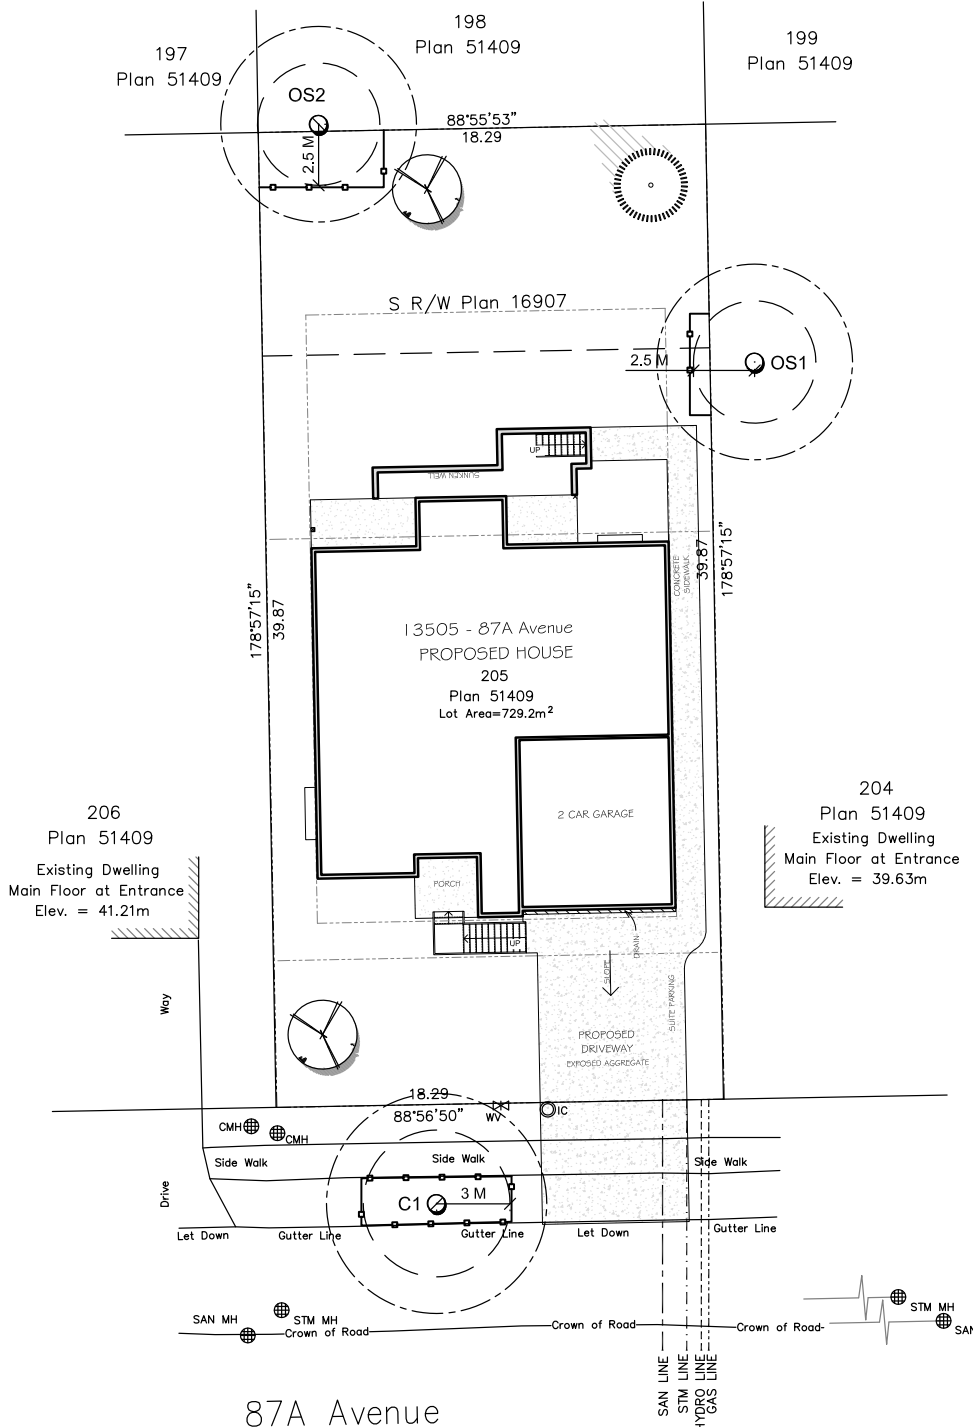 198
Plan 51409
197
Plan 51409
199
Plan 51409
OS2
88°55'53"
18.29
2.5 M
S R/W Plan 16907
2.5 M
OS1
UP
SUNKEN WELL
CONCRETE
SIDEWALK
39.87
178°57'15"
178°57'15"
39.87
13505 - 87A Avenue
PROPOSED HOUSE
205
Plan 51409
Lot Area=729.2m²
2 CAR GARAGE
206
Plan 51409
Existing Dwelling
Main Floor at Entrance
Elev. = 41.21m
204
Plan 51409
Existing Dwelling
Main Floor at Entrance
Elev. = 39.63m
PORCH
UP
DRAIN
SLOPE
SUITE PARKING
Way
PROPOSED
DRIVEWAY
EXPOSED AGGREGATE
18.29
88°56'50"
WV
IC
CMH
CMH
Side Walk
Side Walk
Side Walk
Drive
C1
3 M
Let Down
Gutter Line
Gutter Line
Let Down
Gutter Line
SAN MH
STM MH
STM MH
SAN
Crown of Road
Crown of Road
Crown of Road
SAN LINE
STM LINE
HYDRO LINE
GAS LINE
87A Avenue